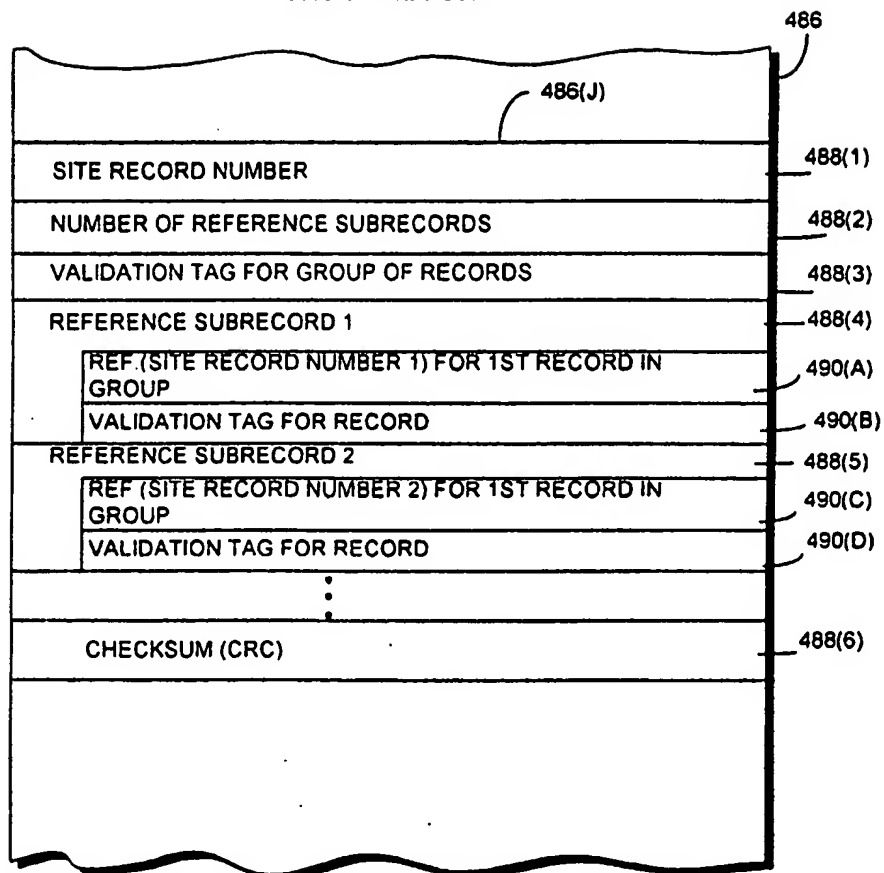 486
486(J)
SITE RECORD NUMBER 488(1)
NUMBER OF REFERENCE SUBRECORDS 488(2)
VALIDATION TAG FOR GROUP OF RECORDS 488(3)
REFERENCE SUBRECORD 1 488(4)
REF.(SITE RECORD NUMBER 1) FOR 1ST RECORD IN
GROUP 490(A)
VALIDATION TAG FOR RECORD 490(B)
REFERENCE SUBRECORD 2 488(5)
REF (SITE RECORD NUMBER 2) FOR 1ST RECORD IN
GROUP 490(C)
VALIDATION TAG FOR RECORD 490(D)
CHECKSUM (CRC) 488(6)